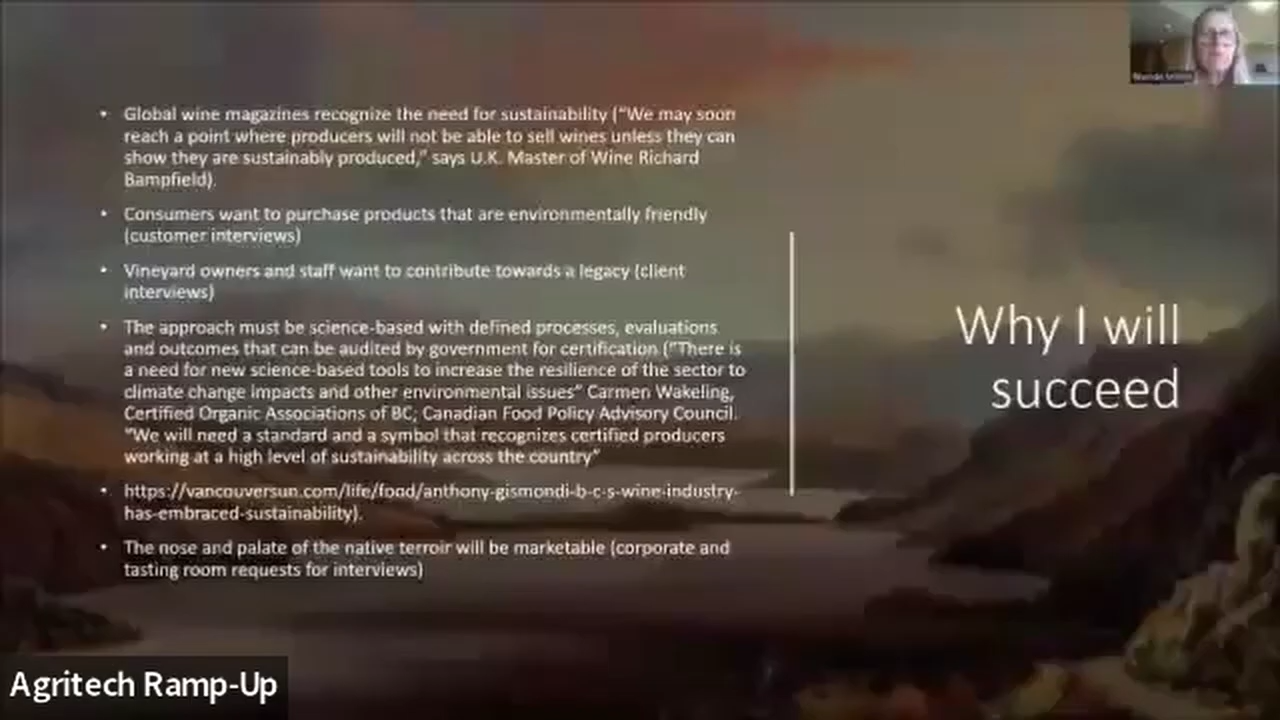 • Global wine magazines recognize the need for sustainability (“We may soon
reach a point where producers will not be able to sell wines unless they can
show they are sustainably produced,” says U.K. Master of Wine Richard
Bampfield).
• Consumers want to purchase products that are environmentally friendly
(customer interviews)
• Vineyard owners and staff want to contribute towards a legacy (client
interviews)
• The approach must be science-based with defined processes, evaluations
and outcomes that can be audited by government for certification (“There is
a need for new science-based tools to increase the resilience of the sector to
climate change impacts and other environmental issues” Carmen Wakeling,
Certified Organic Associations of BC; Canadian Food Policy Advisory Council.
“We will need a standard and a symbol that recognizes certified producers
working at a high level of sustainability across the country”
• https://vancouversun.com/life/food/anthony-gismondi-b-c-s-wine-industry-
has-embraced-sustainability).
• The nose and palate of the native terroir will be marketable (corporate and
tasting room requests for interviews)
Why I will
succeed
Agritech Ramp-Up